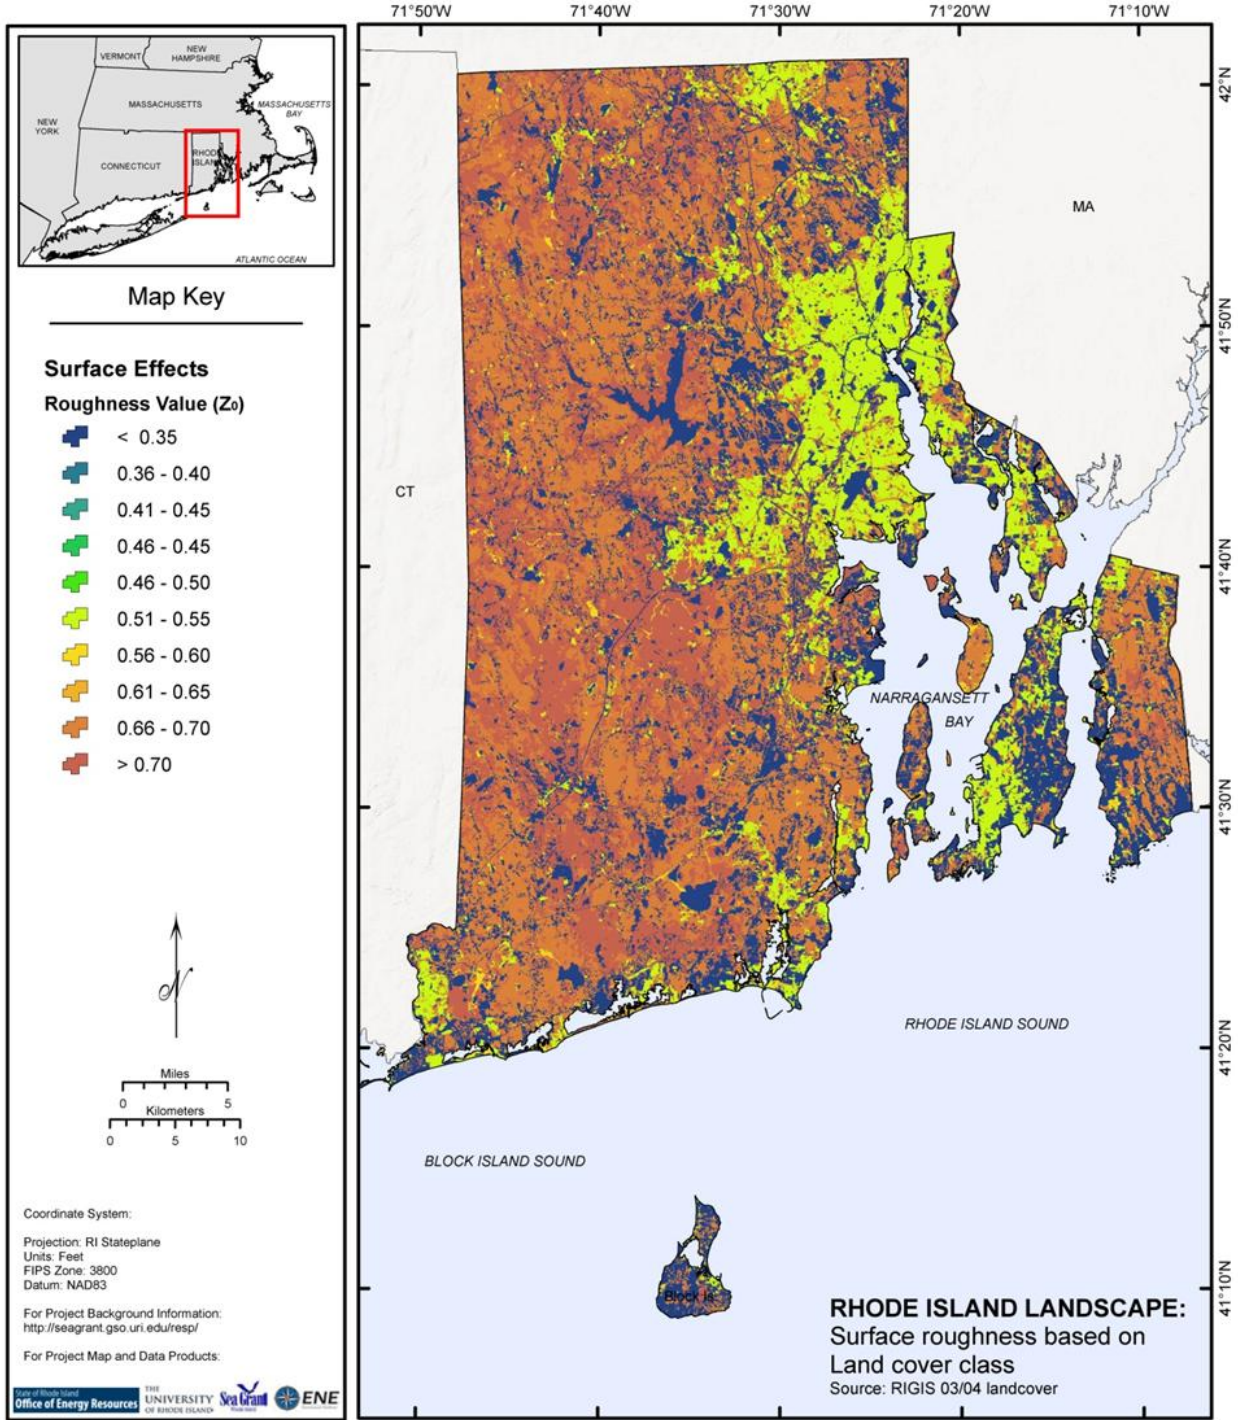 71°50'W
71°40'W
71°30'W
71°20'W
71°10'W
VERMONT
NEW
HAMPSHIRE
MASSACHUSETTS
MASSACHUSETTS
BAY
NEW
YORK
CONNECTICUT
RHODE
ISLAND
ATLANTIC OCEAN
Map Key
Surface Effects
Roughness Value (Z0)
< 0.35
0.36 - 0.40
0.41 - 0.45
0.46 - 0.45
0.46 - 0.50
0.51 - 0.55
0.56 - 0.60
0.61 - 0.65
0.66 - 0.70
> 0.70
N
Miles
0 5
Kilometers
0 5 10
Coordinate System:
Projection: RI Stateplane
Units: Feet
FIPS Zone: 3800
Datum: NAD83
For Project Background Information:
http://seagrant.gso.uri.edu/resp/
For Project Map and Data Products:
State of Rhode Island
Office of Energy Resources
THE
UNIVERSITY
OF RHODE ISLAND
Sea Grant
Rhode Island
ENE
MA
CT
NARRAGANSETT
BAY
RHODE ISLAND SOUND
BLOCK ISLAND SOUND
Block Is.
42°N
41°50'N
41°40'N
41°30'N
41°20'N
41°10'N
RHODE ISLAND LANDSCAPE:
Surface roughness based on
Land cover class
Source: RIGIS 03/04 landcover